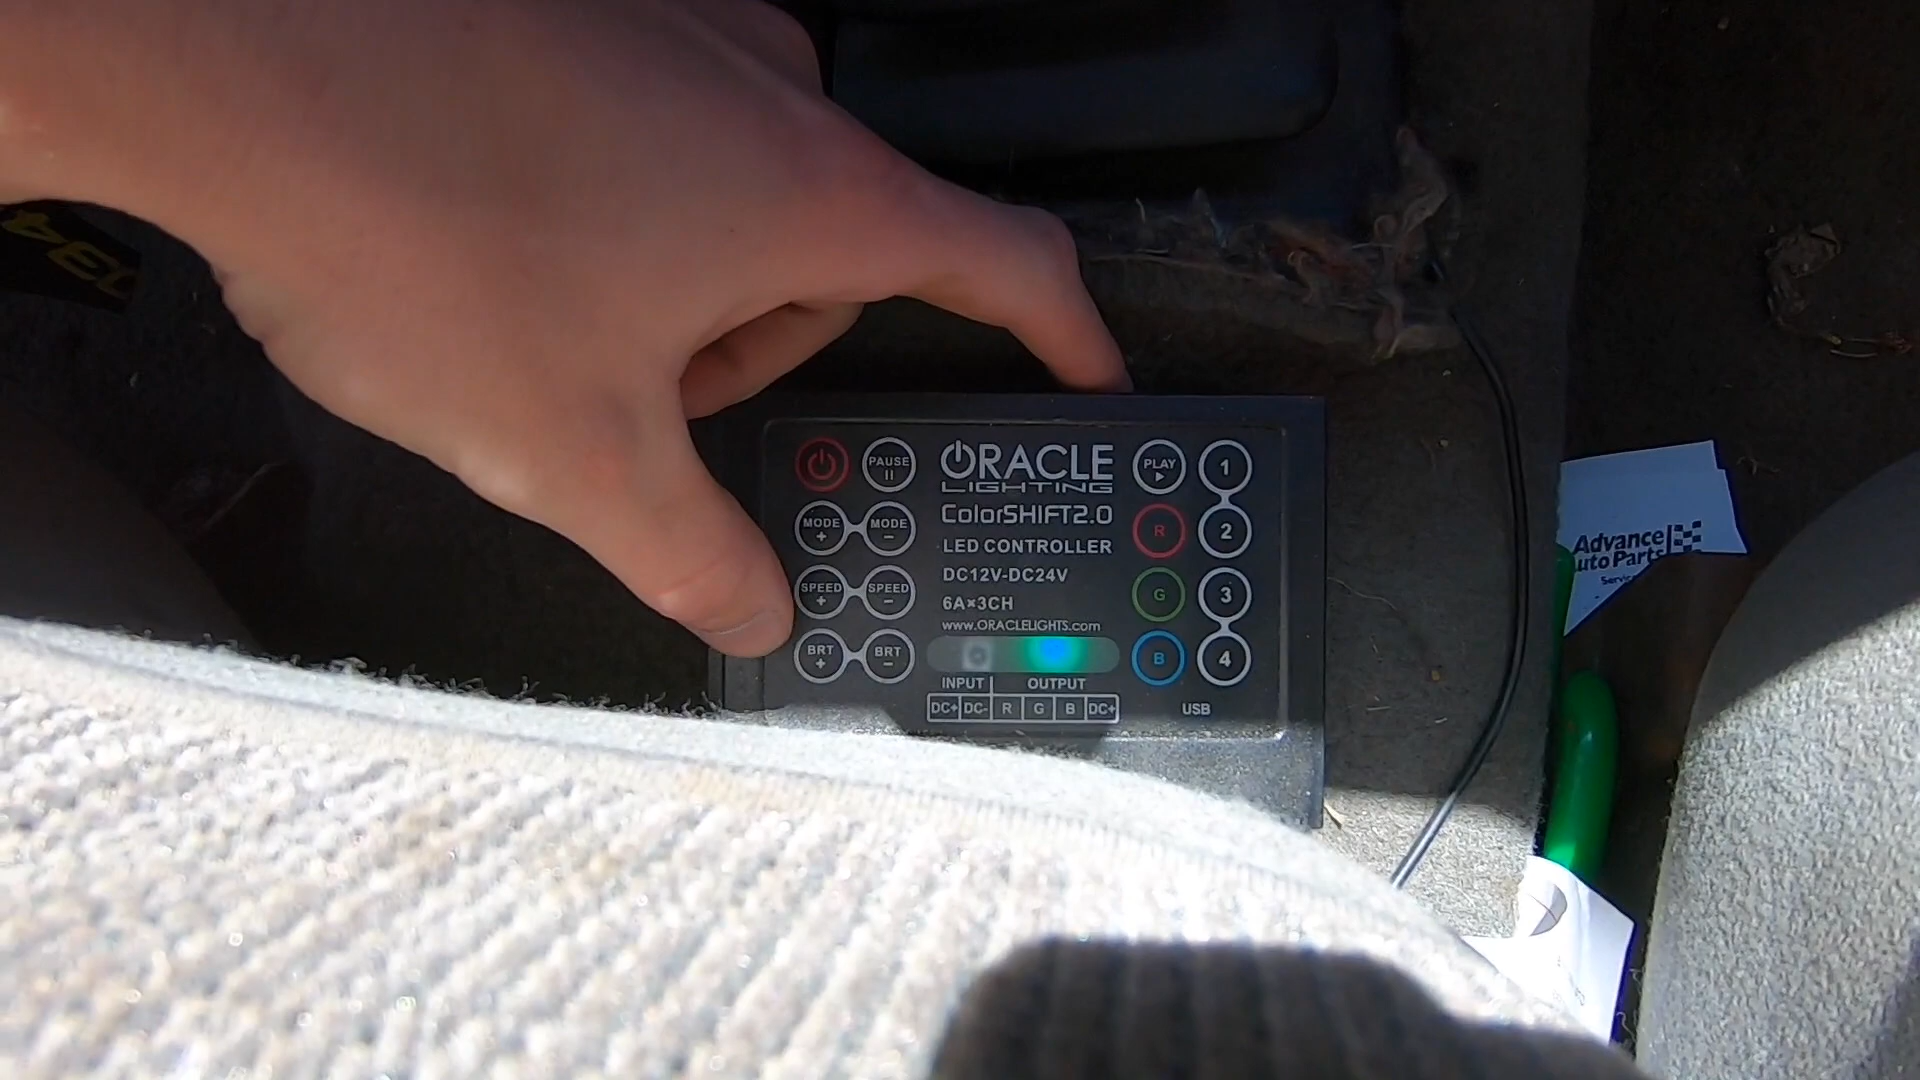 PAUSE
ORACLE
LIGHTING
PLAY
1
MODE
+
MODE
-
ColorSHIFT2.0
LED CONTROLLER
R
2
SPEED
+
SPEED
-
DC12V-DC24V
6A×3CH
www.ORACLELIGHTS.com
G
3
BRT
+
BRT
-
B
4
INPUT
OUTPUT
DC+
DC-
R
G
B
DC+
USB
Advance
Auto Parts